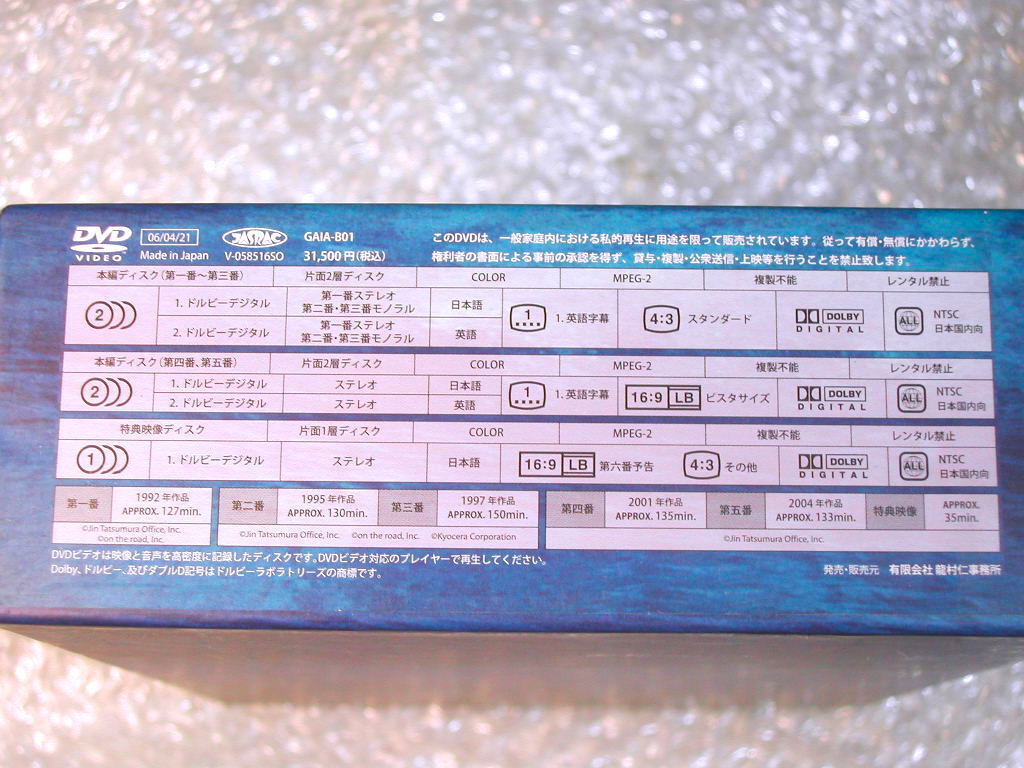 DVD VIDEO
06/04/21
Made in Japan
JASRAC
V-058516SO
GAIA-B01
31,500円(税込)
このDVDは、一般家庭内における私的再生に用途を限って販売されています。従って有償・無償にかかわらず、
権利者の書面による事前の承認を得ず、貸与・複製・公衆送信・上映等を行うことを禁止致します。
本編ディスク(第一番〜第三番) 片面2層ディスク COLOR MPEG-2 複製不能 レンタル禁止
2
1. ドルビーデジタル
第一番ステレオ
第二番・第三番モノラル
日本語
2. ドルビーデジタル
第一番ステレオ
第二番・第三番モノラル
英語
1 1. 英語字幕
4:3 スタンダード
DOLBY
DIGITAL
ALL
NTSC
日本国内向
本編ディスク(第四番、第五番) 片面2層ディスク COLOR MPEG-2 複製不能 レンタル禁止
2
1. ドルビーデジタル ステレオ 日本語
2. ドルビーデジタル ステレオ 英語
1 1. 英語字幕
16:9 LB ビスタサイズ
DOLBY
DIGITAL
ALL
NTSC
日本国内向
特典映像ディスク 片面1層ディスク COLOR MPEG-2 複製不能 レンタル禁止
1
1. ドルビーデジタル ステレオ 日本語
16:9 LB 第六番予告 4:3 その他
DOLBY
DIGITAL
ALL
NTSC
日本国内向
第一番
1992年作品
APPROX. 127min.
©Jin Tatsumura Office, Inc.
©on the road, Inc.
第二番
1995年作品
APPROX. 130min.
第三番
1997年作品
APPROX. 150min.
©Jin Tatsumura Office, Inc. ©on the road, Inc. ©Kyocera Corporation
第四番
2001年作品
APPROX. 135min.
第五番
2004年作品
APPROX. 133min.
特典映像
APPROX.
35min.
©Jin Tatsumura Office, Inc.
DVDビデオは映像と音声を高密度に記録したディスクです。DVDビデオ対応のプレイヤーで再生してください。
Dolby、ドルビー、及びダブルD記号はドルビーラボラトリーズの商標です。
発売・販売元 有限会社 龍村仁事務所